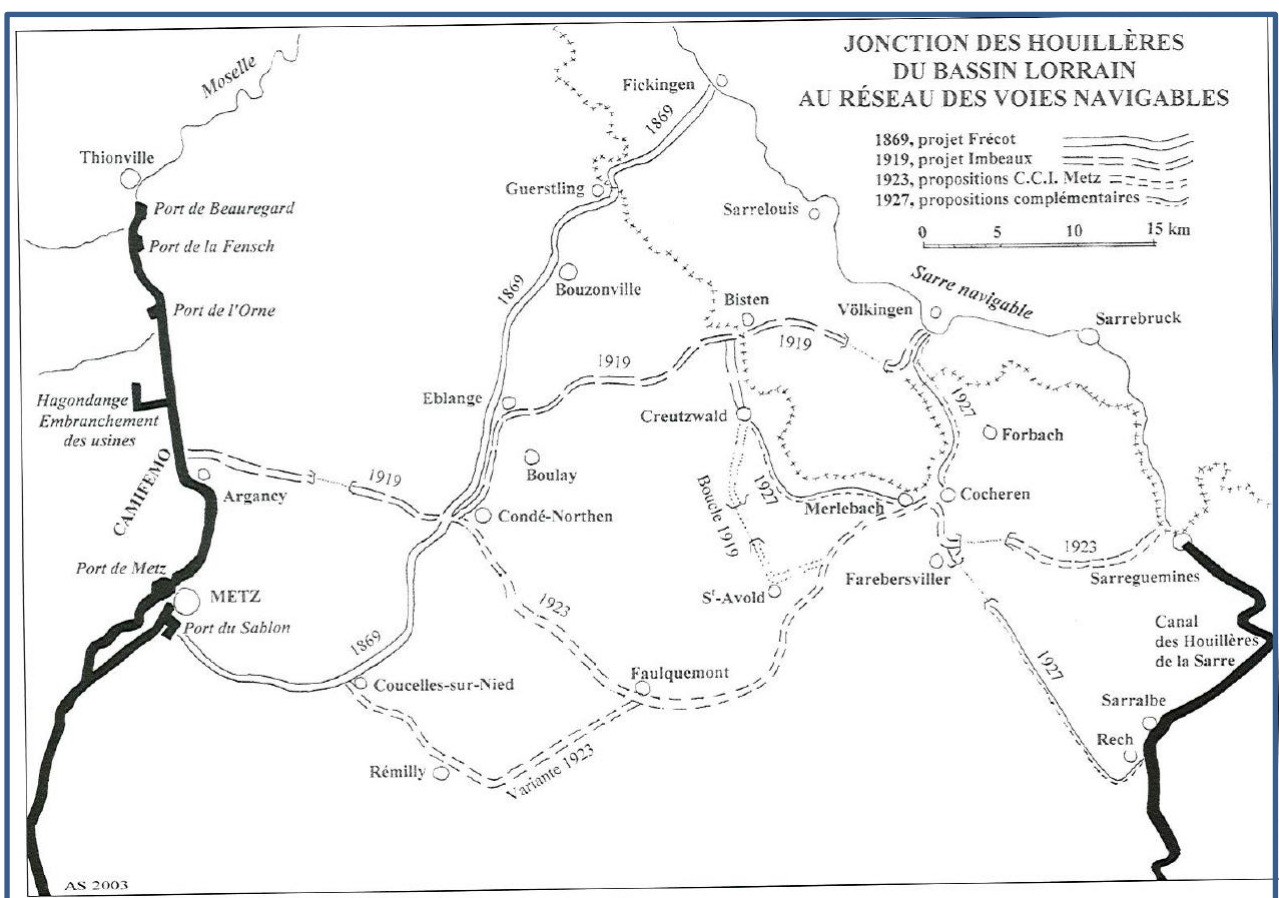 JONCTION DES HOUILLÈRES
DU BASSIN LORRAIN
AU RÉSEAU DES VOIES NAVIGABLES
1869, projet Frécot
1919, projet Imbeaux
1923, propositions C.C.I. Metz
1927, propositions complémentaires
0 5 10 15 km
Moselle
Fickingen
1869
Thionville
Guerstling
Port de Beauregard
Sarrelouis
Port de la Fensch
Bouzonville
1869
Sarre navigable
Port de l'Orne
Bisten
Völkingen
Sarrebruck
1919
1919
Hagondange
Embranchement
des usines
Eblange
Creutzwald
1927
Forbach
CAMIFEMO
Boulay
1919
Argancy
Boucle 1919
1927
Merlebach
Cocheren
Condé-Northen
1923
Port de Metz
Farebersviller
Sarreguemines
METZ
St-Avold
1923
Port du Sablon
Canal
des Houillères
de la Sarre
1869
Coucelles-sur-Nied
Faulquemont
1927
Sarralbe
Rémilly
Variante 1923
Rech
AS 2003